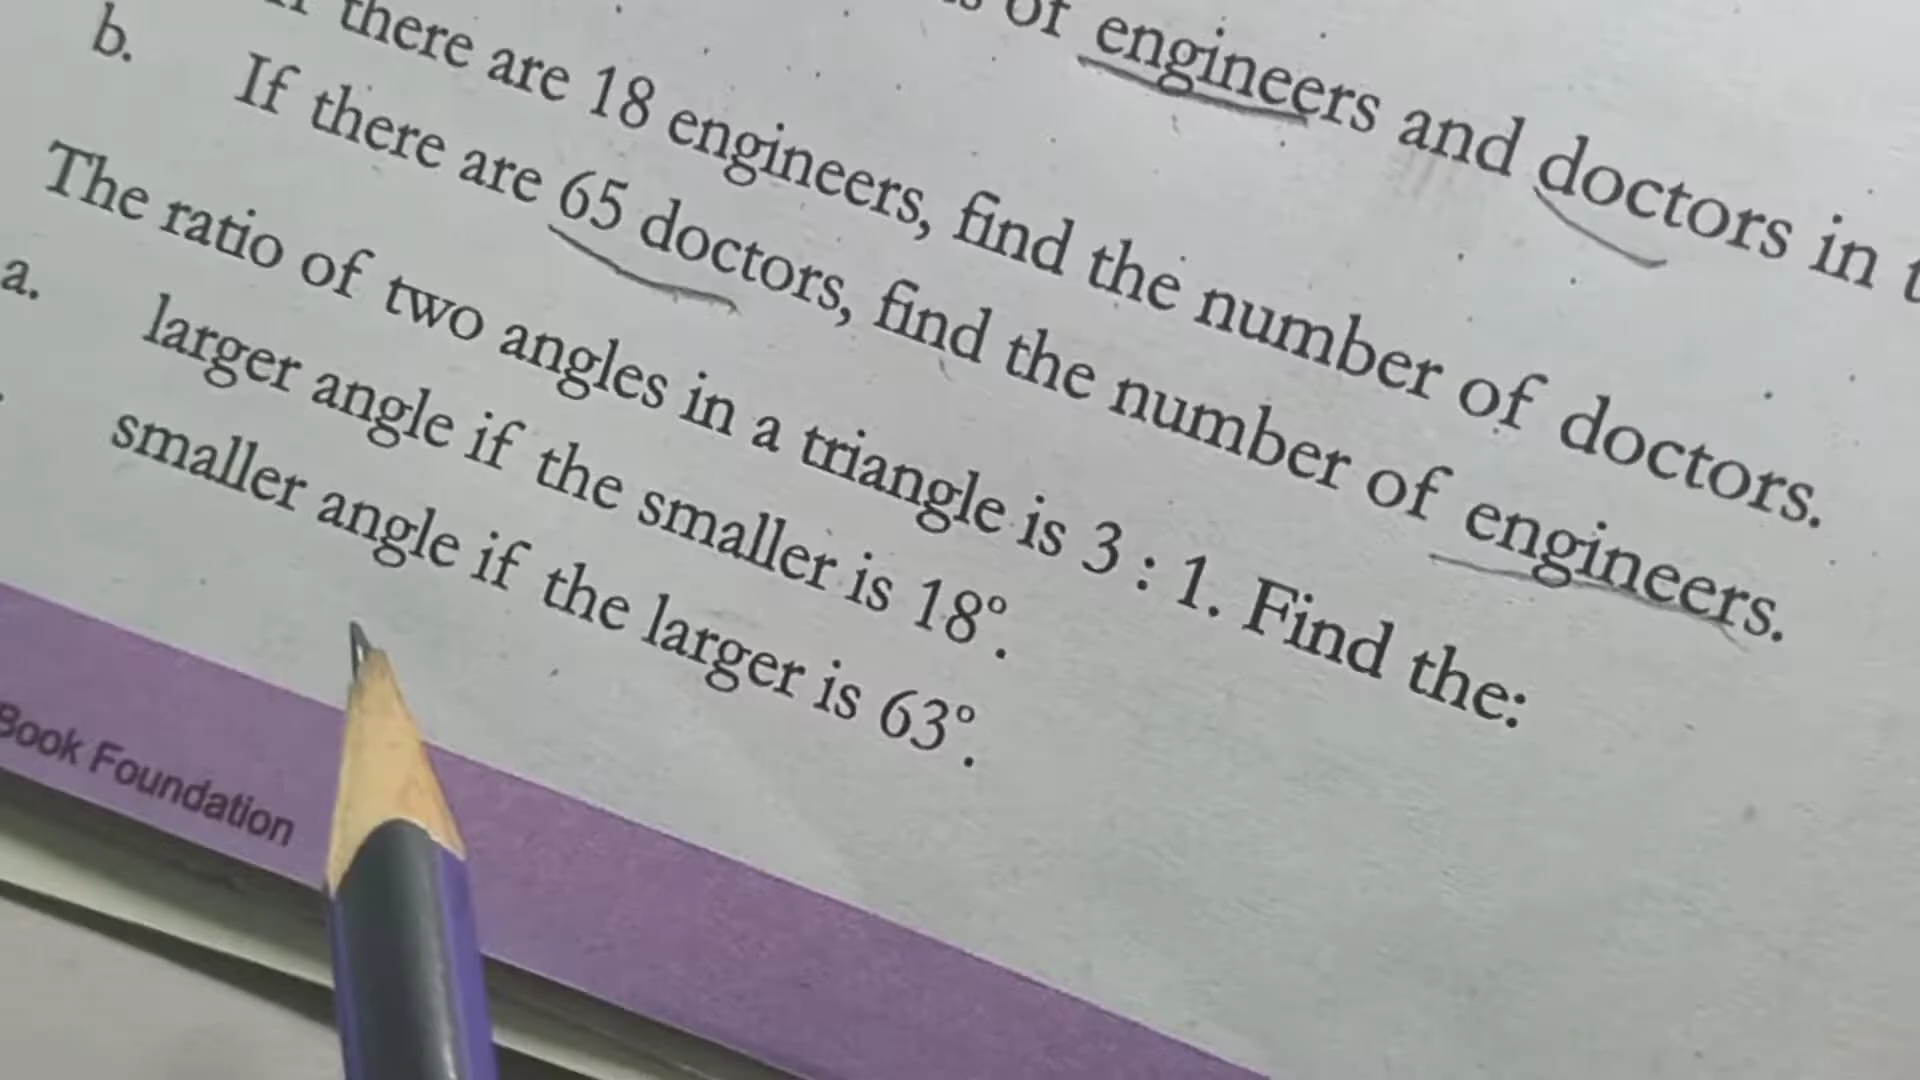 of engineers and doctors in
there are 18 engineers, find the number of doctors.
b. If there are 65 doctors, find the number of engineers.
The ratio of two angles in a triangle is 3 : 1. Find the:
a. larger angle if the smaller is 18°.
smaller angle if the larger is 63°.
Book Foundation